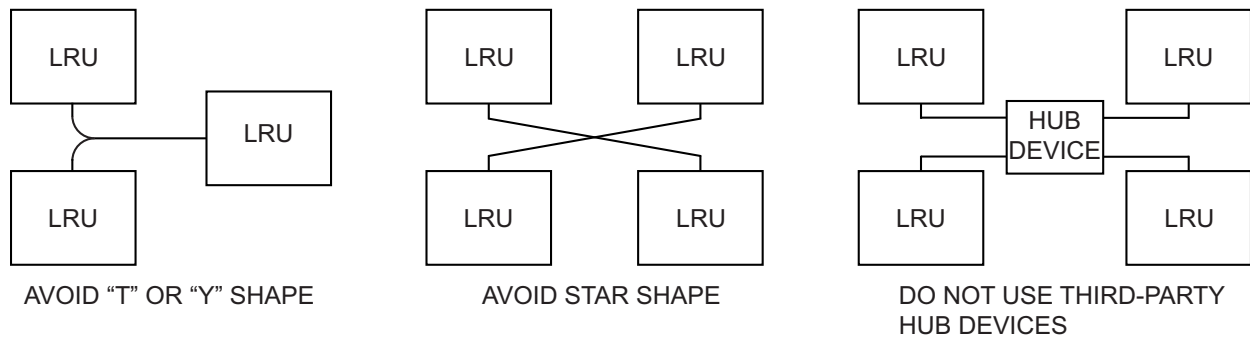 LRU
LRU
LRU
AVOID “T” OR “Y” SHAPE
LRU
LRU
LRU
LRU
AVOID STAR SHAPE
LRU
LRU
HUB
DEVICE
LRU
LRU
DO NOT USE THIRD-PARTY
HUB DEVICES